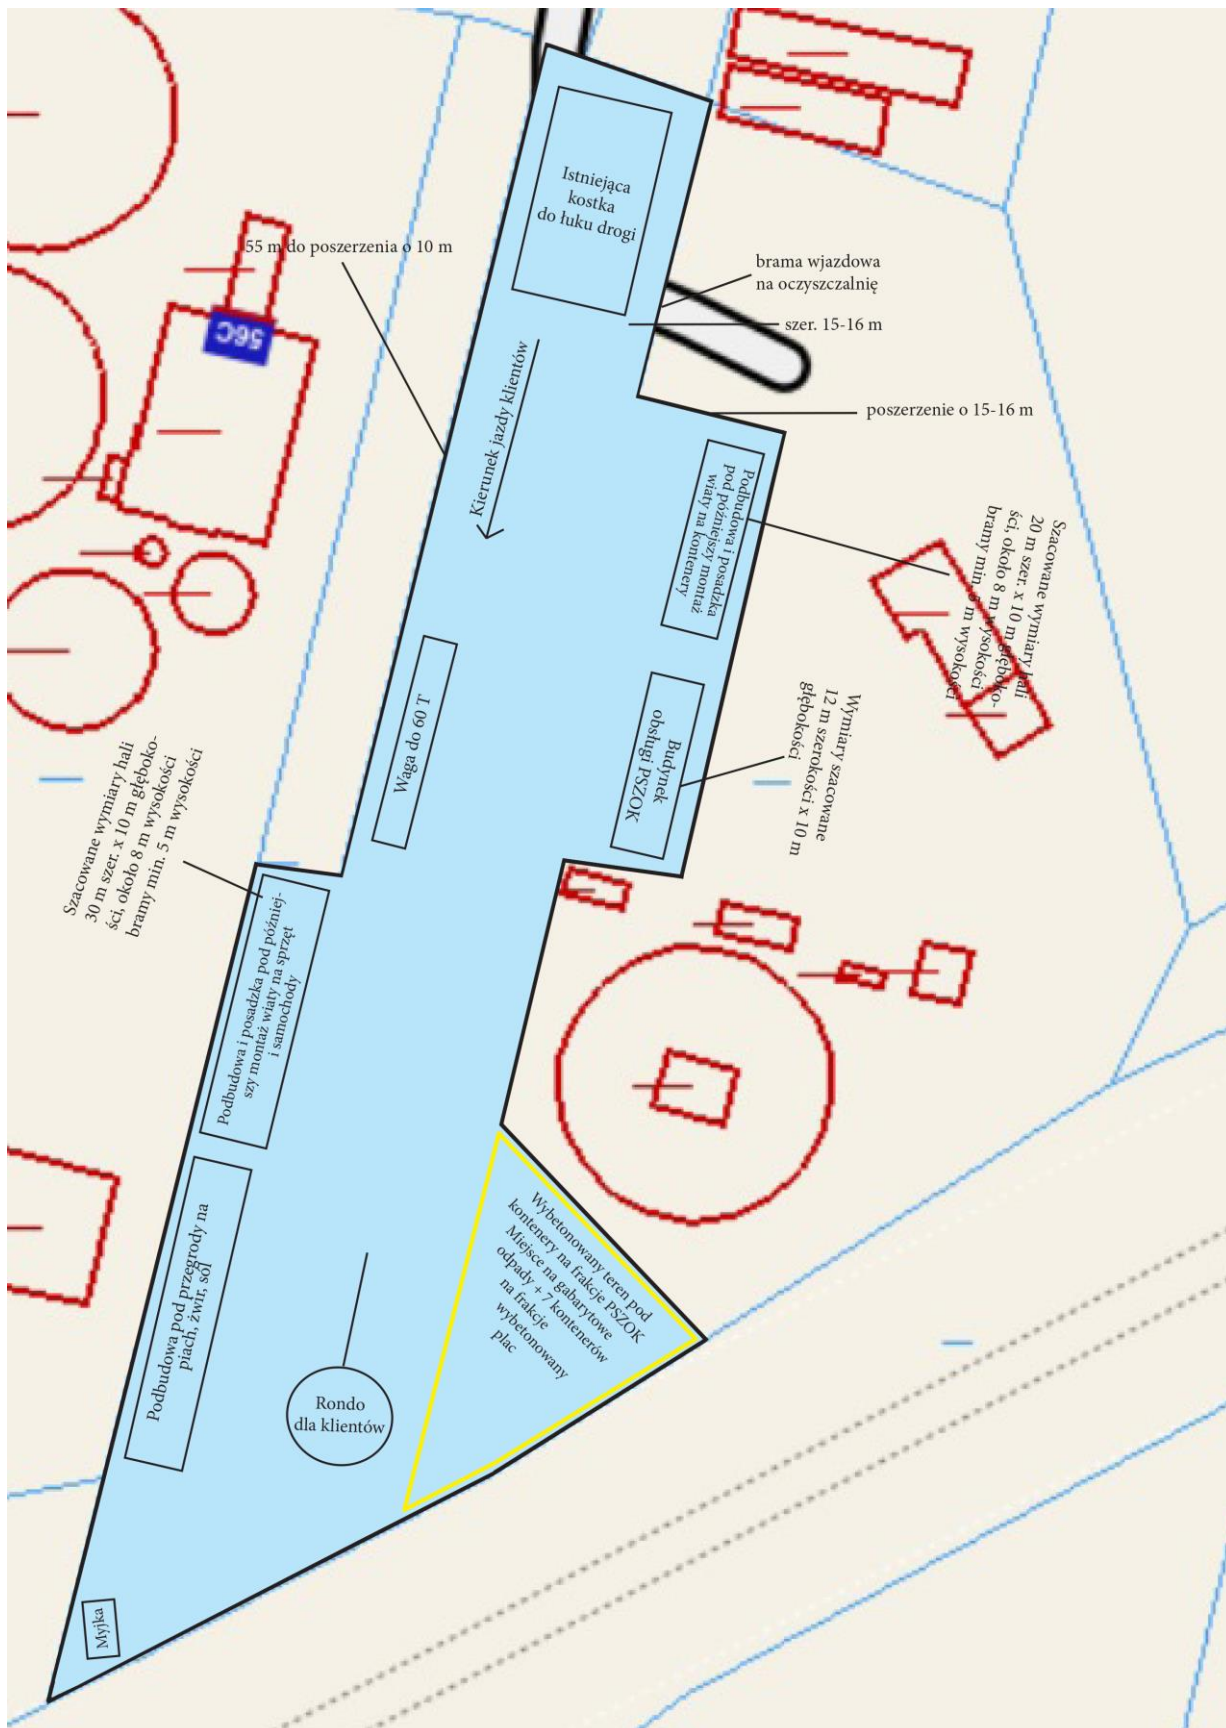 Istniejąca
kostka
do łuku drogi
55 m do poszerzenia o 10 m
brama wjazdowa
na oczyszczalnię
szer. 15-16 m
56C
Kierunek jazdy klientów
poszerzenie o 15-16 m
Podbudowa i posadzka
pod późniejszy montaż
wiaty na kontenery
Szacowane wymiary hali
20 m szer. x 10 m głęboko-
ści, około 8 m wysokości
bramy min. 5 m wysokości
Waga do 60 T
Budynek
obsługi PSZOK
Wymiary szacowane
12 m szerokości x 10 m
głębokości
Szacowane wymiary hali
30 m szer. x 10 m głęboko-
ści, około 8 m wysokości
bramy min. 5 m wysokości
Podbudowa i posadzka pod później-
szy montaż wiaty na sprzęt
i samochody
Podbudowa pod przegrody na
piach, żwir, sól
Wybetonowany teren pod
kontenery na frakcje PSZOK
Miejsce na gabarytowe
odpady + 7 kontenerów
na frakcje
wybetonowany
plac
Rondo
dla klientów
Myjka